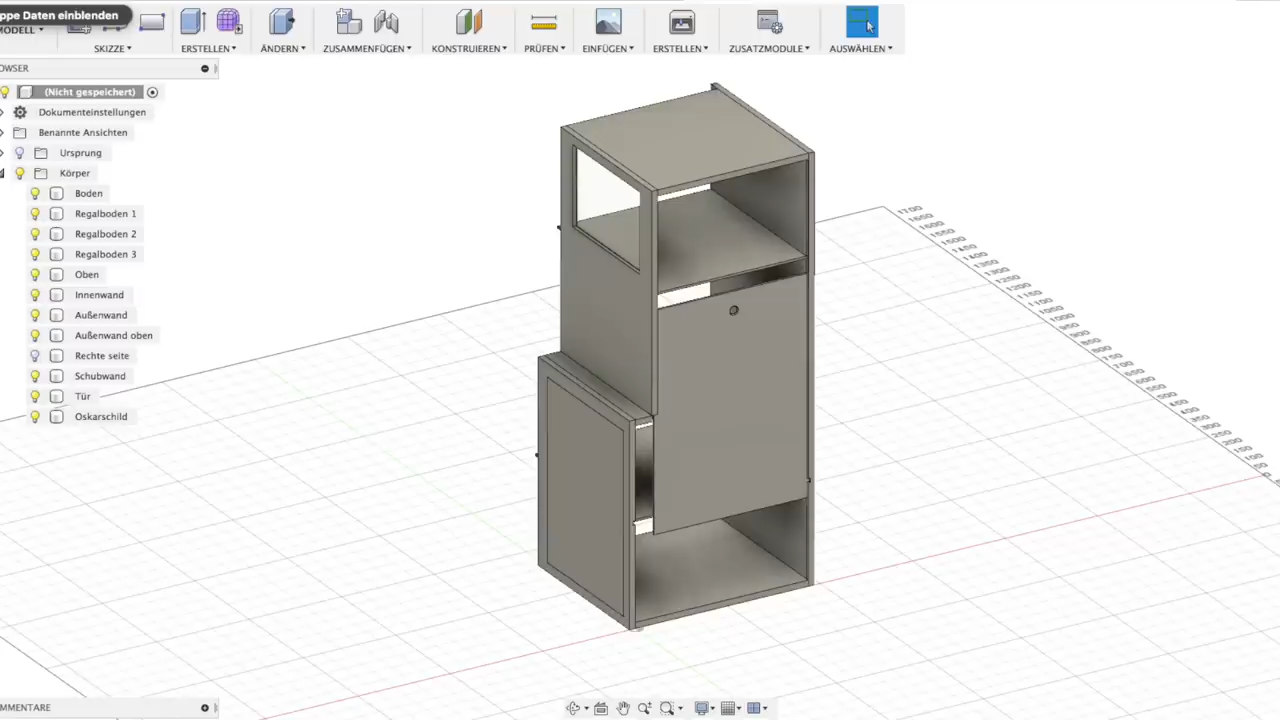 ppe Daten einblenden
MODELL
SKIZZE
ERSTELLEN
ÄNDERN
ZUSAMMENFÜGEN
KONSTRUIEREN
PRÜFEN
EINFÜGEN
ERSTELLEN
ZUSATZMODULE
AUSWÄHLEN
OWSER
(Nicht gespeichert)
Dokumenteinstellungen
Benannte Ansichten
Ursprung
Körper
Boden
Regalboden 1
Regalboden 2
Regalboden 3
Oben
Innenwand
Außenwand
Außenwand oben
Rechte seite
Schubwand
Tür
Oskarschild
MMENTARE